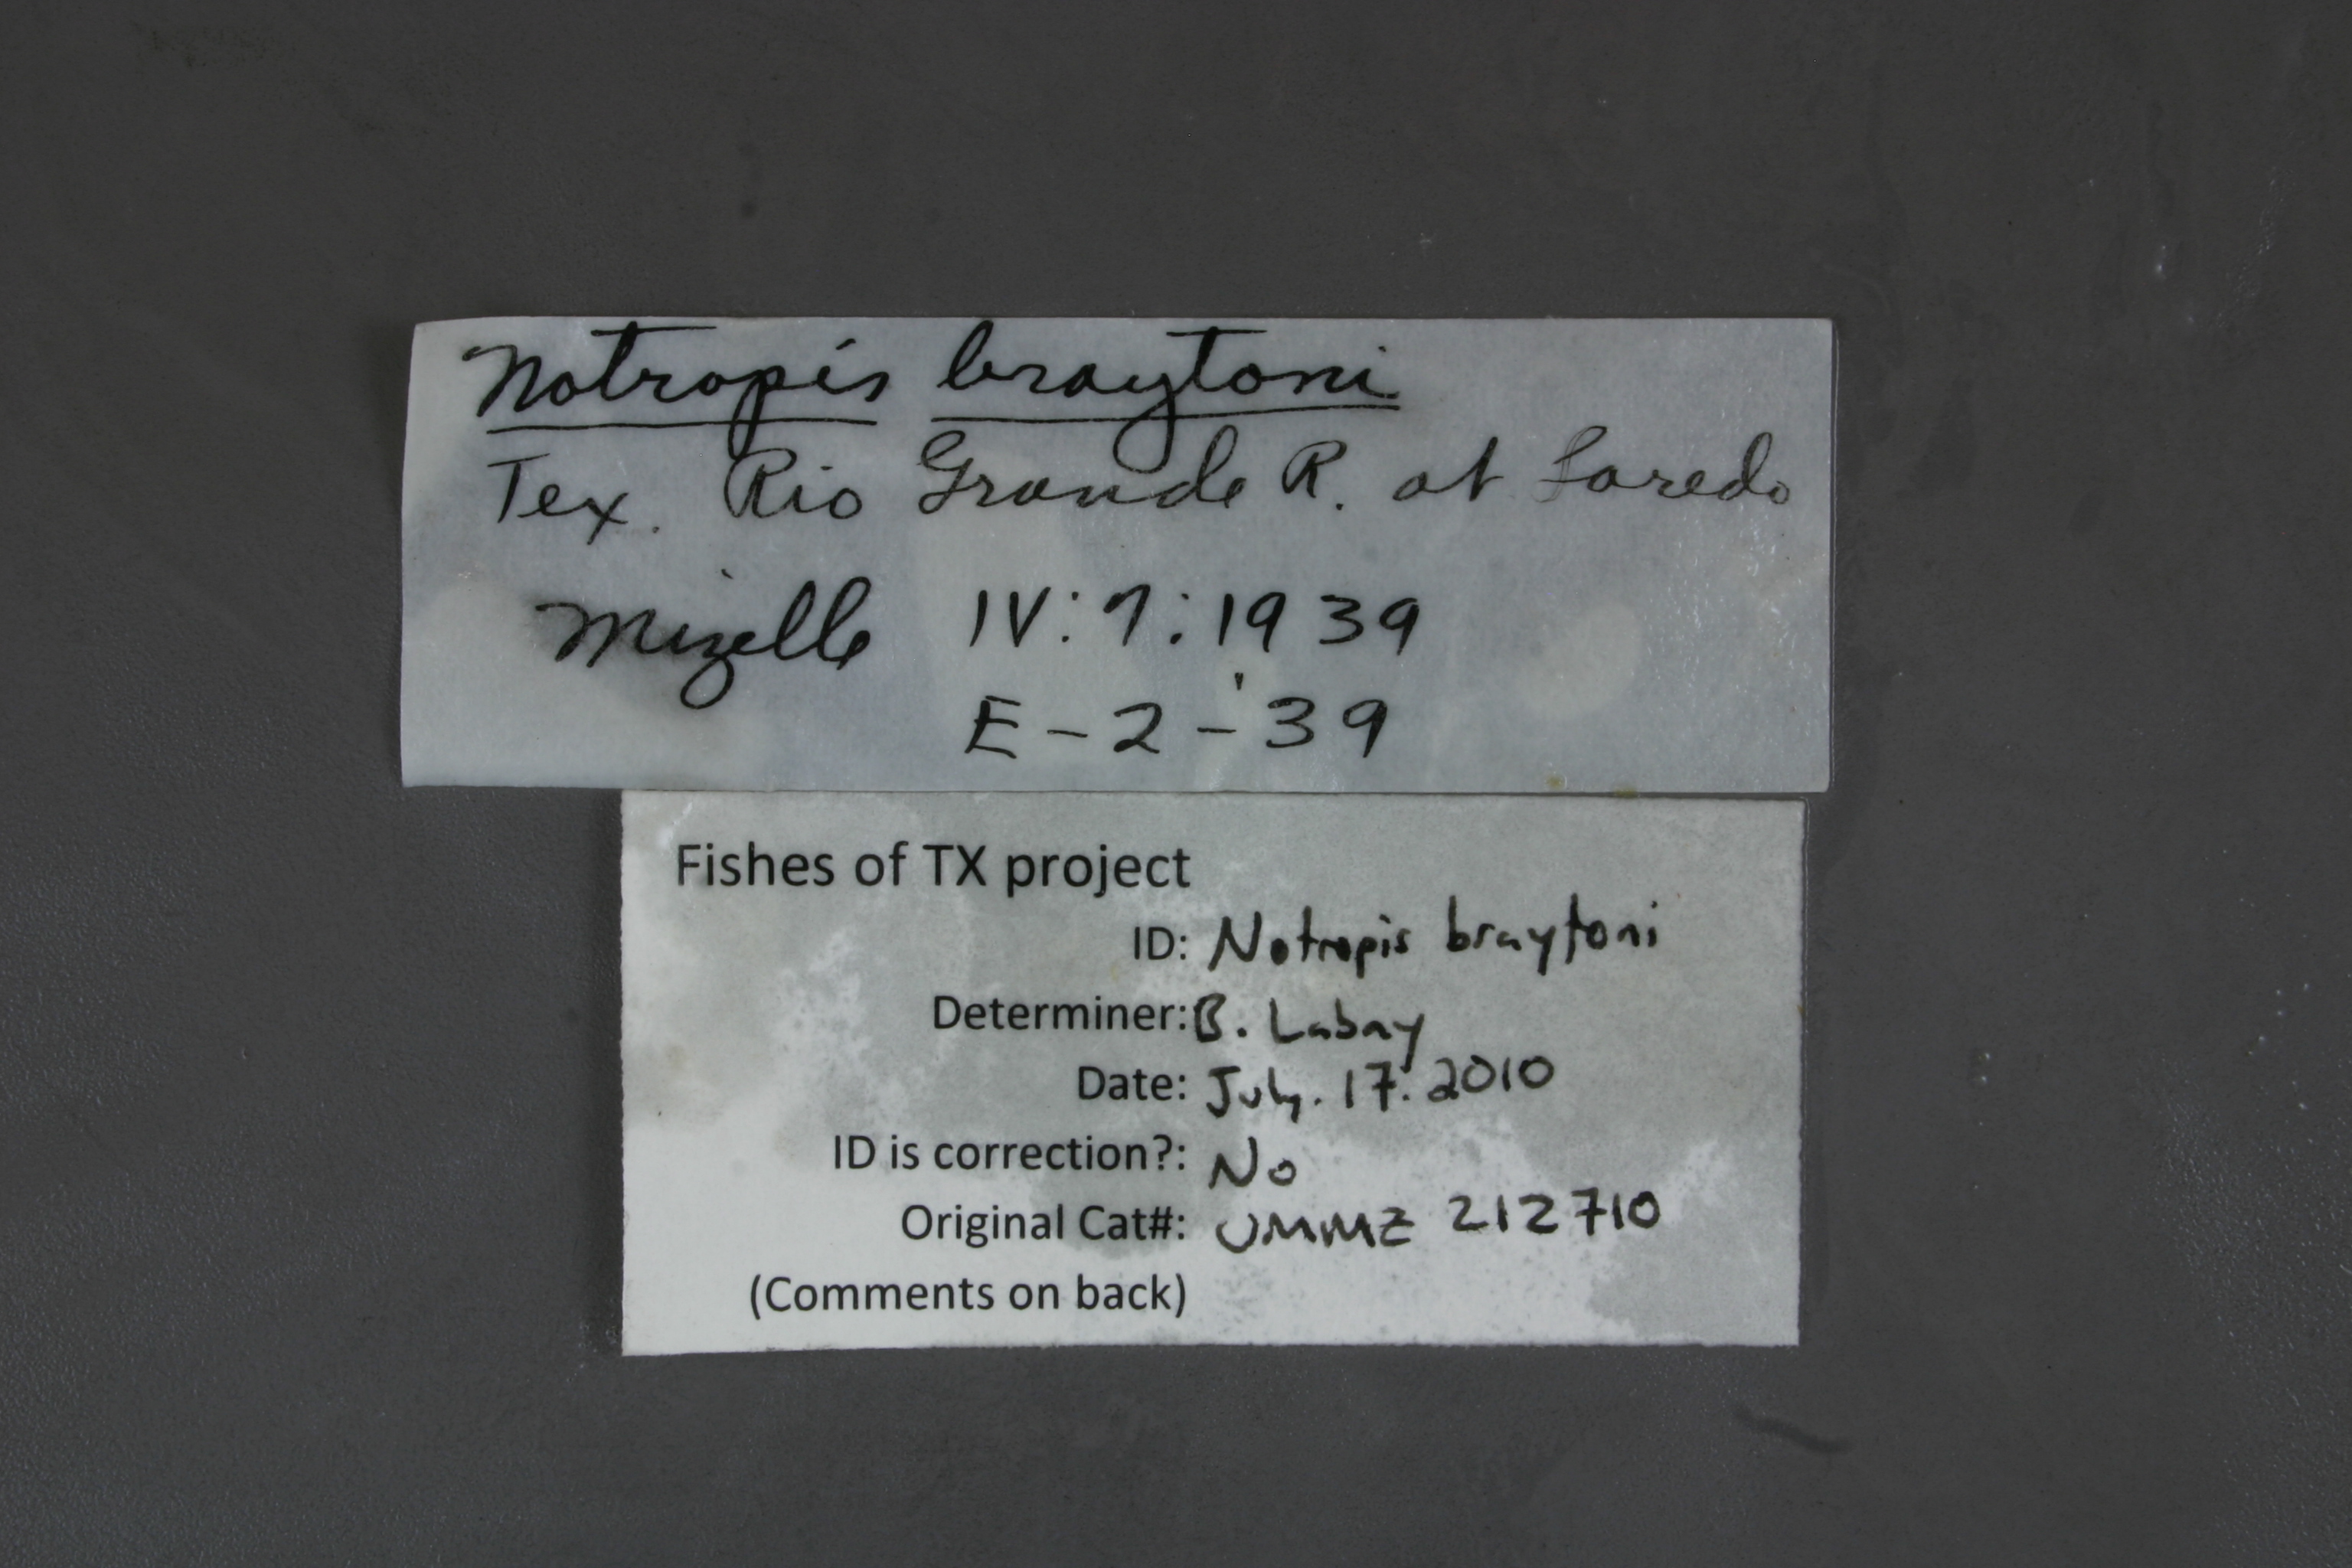 Notropis braytoni
Tex. Rio Grande R. at Laredo
Mizelle IV:7:1939
E-2-'39
Fishes of TX project
ID: Notropis braytoni
Determiner: B. Labay
Date: July. 17. 2010
ID is correction?: No
Original Cat#: UMMZ 212710
(Comments on back)